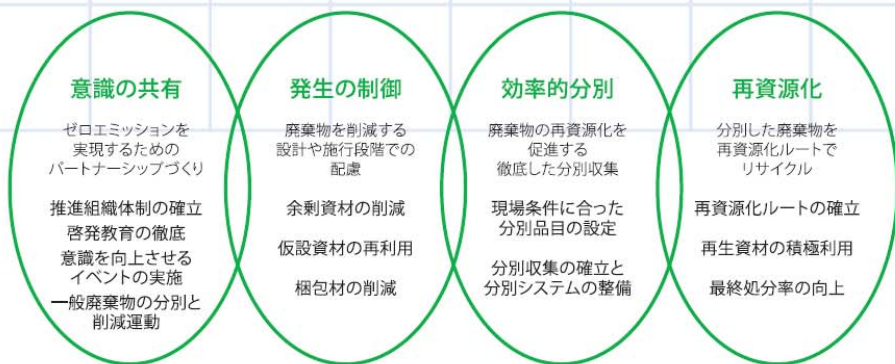 意識の共有
ゼロエミッションを
実現するための
パートナーシップづくり
推進組織体制の確立
啓発教育の徹底
意識を向上させる
イベントの実施
一般廃棄物の分別と
削減運動
発生の制御
廃棄物を削減する
設計や施行段階での
配慮
余剰資材の削減
仮設資材の再利用
梱包材の削減
効率的分別
廃棄物の再資源化を
促進する
徹底した分別収集
現場条件に合った
分別品目の設定
分別収集の確立と
分別システムの整備
再資源化
分別した廃棄物を
再資源化ルートで
リサイクル
再資源化ルートの確立
再生資材の積極利用
最終処分率の向上